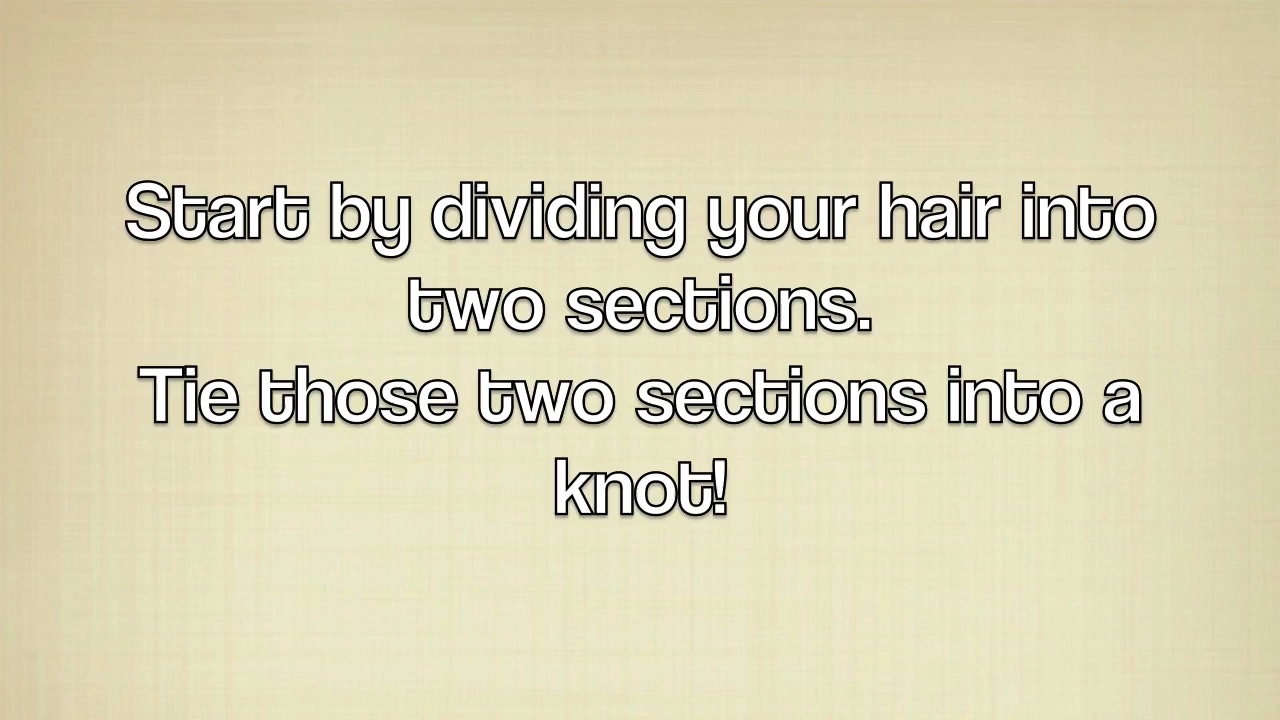 Start by dividing your hair into
two sections.
Tie those two sections into a
knot!